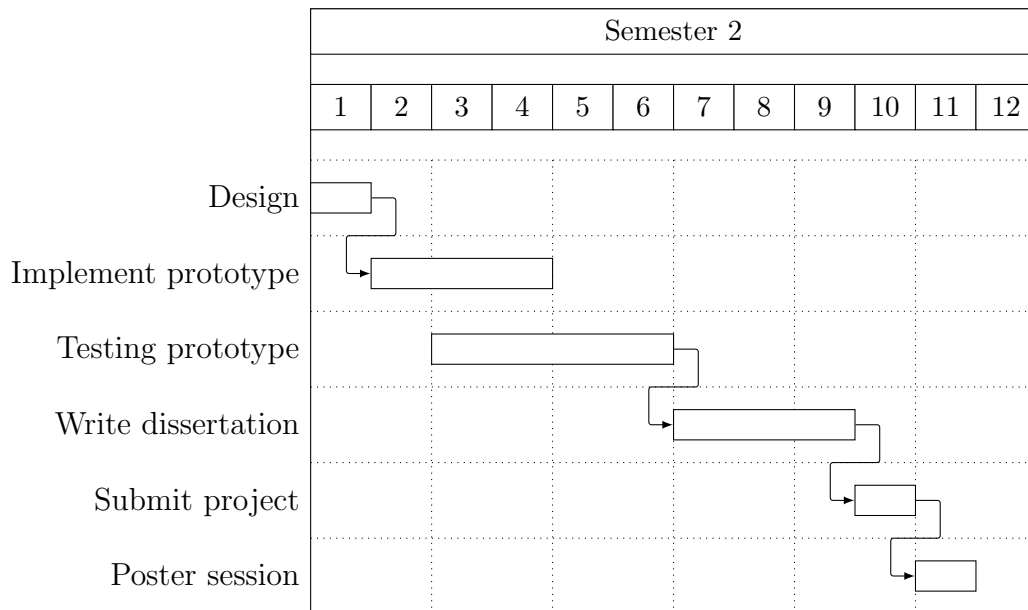 Semester 2
1 2 3 4 5 6 7 8 9 10 11 12
Design
Implement prototype
Testing prototype
Write dissertation
Submit project
Poster session